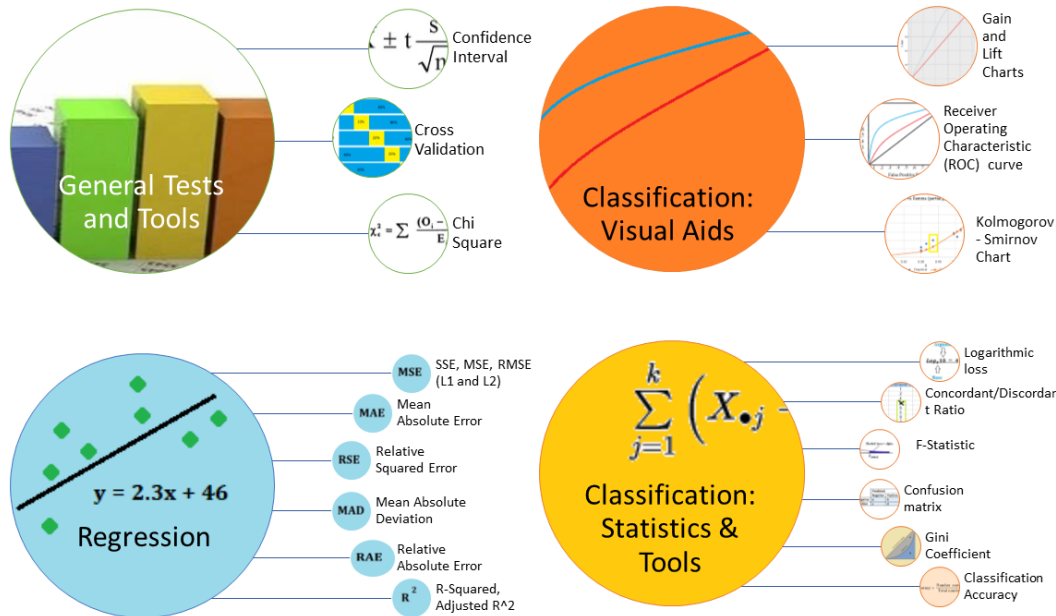 General Tests
and Tools
± t s
√n
Confidence
Interval
Cross
Validation
Chi
Square
Classification:
Visual Aids
Gain
and
Lift
Charts
Receiver
Operating
Characteristic
(ROC) curve
Kolmogorov
- Smirnov
Chart
y = 2.3x + 46
Regression
MSE
SSE, MSE, RMSE
(L1 and L2)
MAE
Mean
Absolute Error
RSE
Relative
Squared Error
MAD
Mean Absolute
Deviation
RAE
Relative
Absolute Error
R²
R-Squared,
Adjusted R^2
k
∑ (X•j -
j=1
Classification:
Statistics &
Tools
Logarithmic
loss
Concordant/Discordan
t Ratio
F-Statistic
Confusion
matrix
Gini
Coefficient
Classification
Accuracy